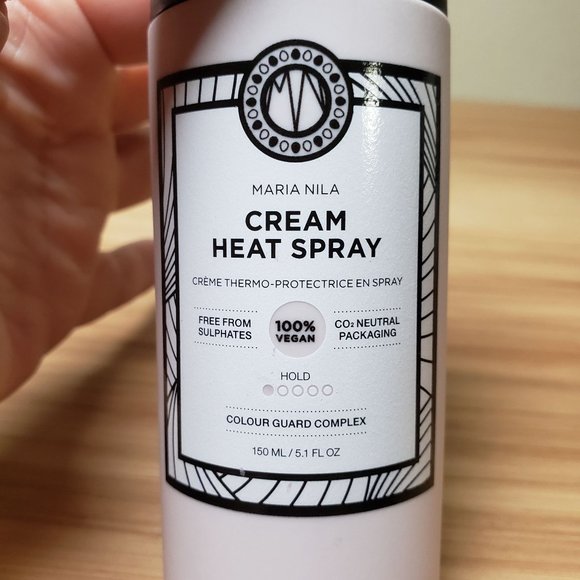 MARIA NILA
CREAM
HEAT SPRAY
CRÈME THERMO-PROTECTRICE EN SPRAY
FREE FROM
SULPHATES
100%
VEGAN
CO₂ NEUTRAL
PACKAGING
HOLD
COLOUR GUARD COMPLEX
150 ML / 5.1 FL OZ